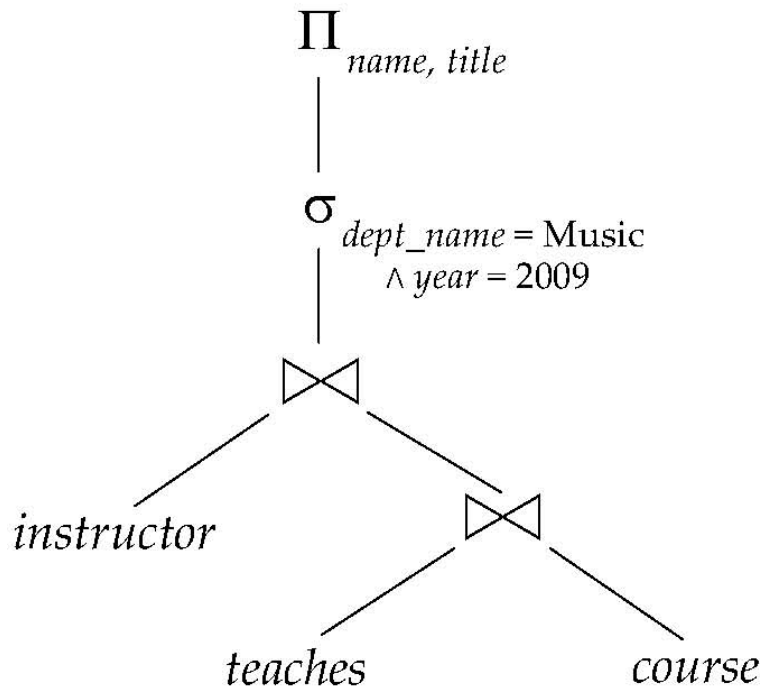 Π name, title
σ dept_name = Music
∧ year = 2009
⋈
instructor
⋈
teaches
course